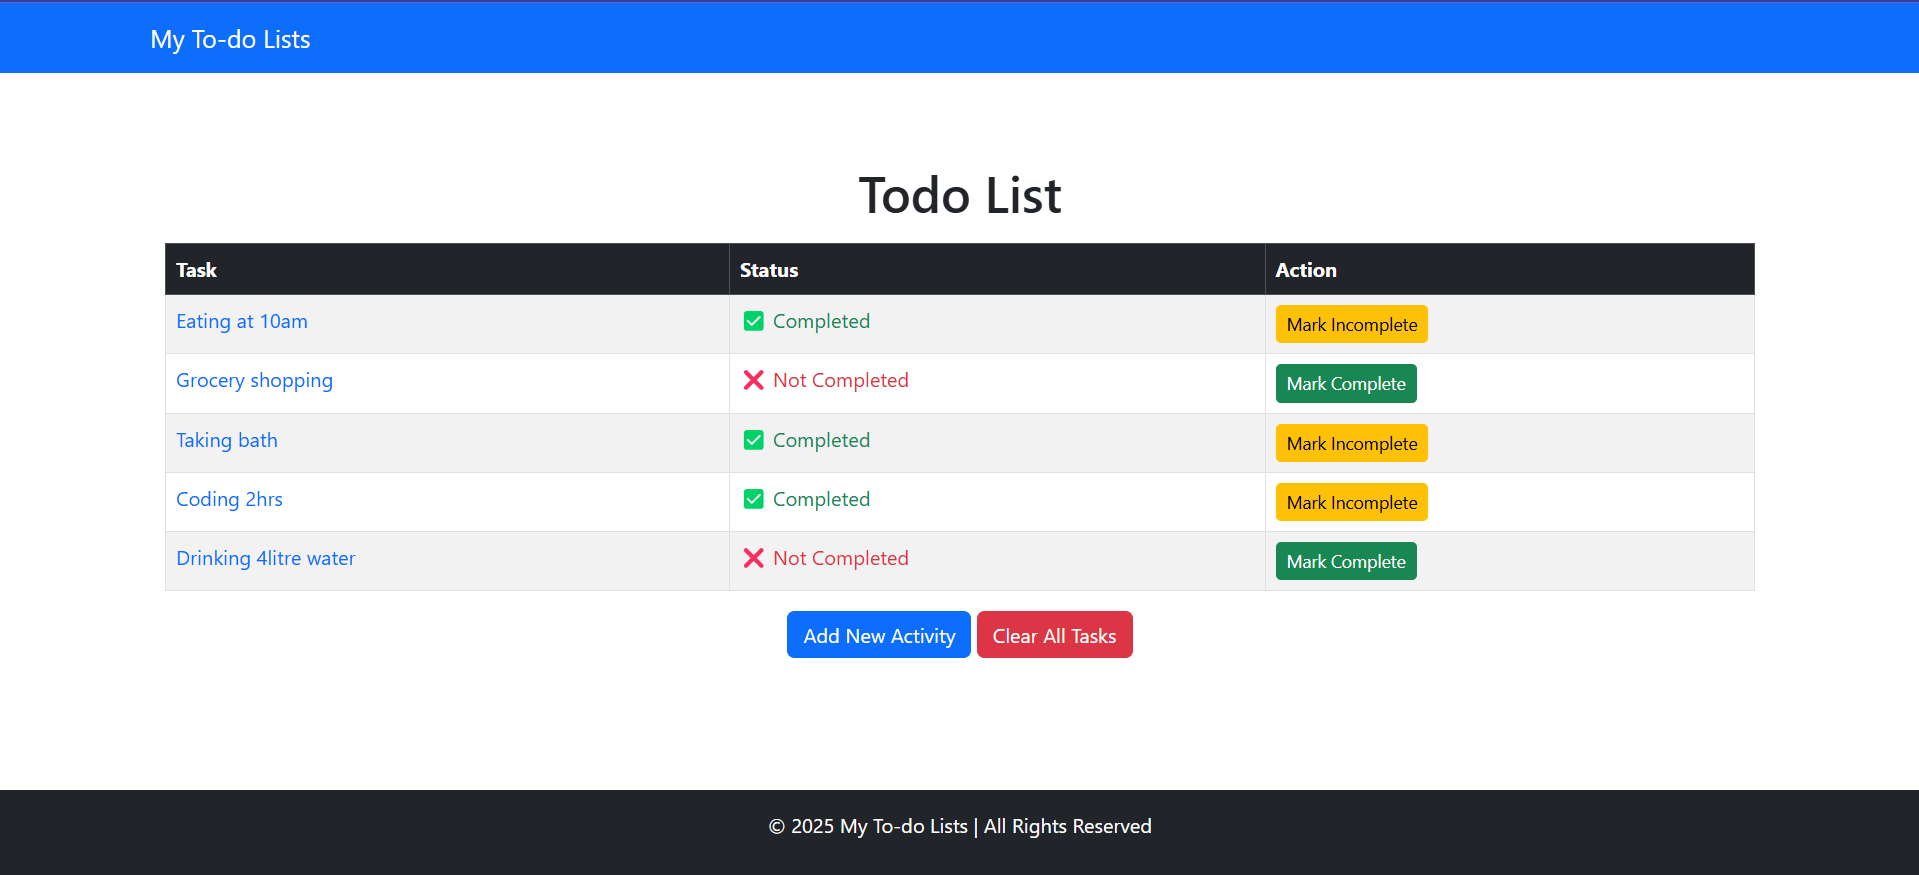 My To-do Lists
Todo List
Task Status Action
Eating at 10am ✅ Completed Mark Incomplete
Grocery shopping ❌ Not Completed Mark Complete
Taking bath ✅ Completed Mark Incomplete
Coding 2hrs ✅ Completed Mark Incomplete
Drinking 4litre water ❌ Not Completed Mark Complete
Add New Activity Clear All Tasks
© 2025 My To-do Lists | All Rights Reserved